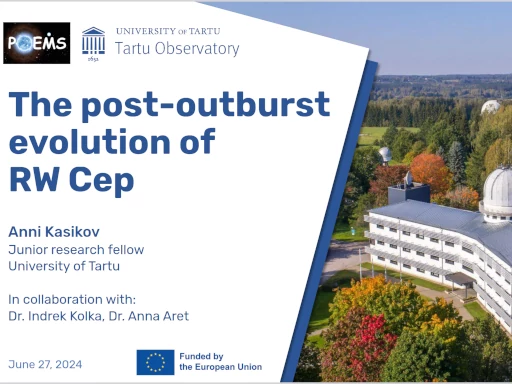 POEMS
UNIVERSITY OF TARTU
Tartu Observatory
1632
The post-outburst
evolution of
RW Cep
Anni Kasikov
Junior research fellow
University of Tartu
In collaboration with:
Dr. Indrek Kolka, Dr. Anna Aret
June 27, 2024
Funded by
the European Union